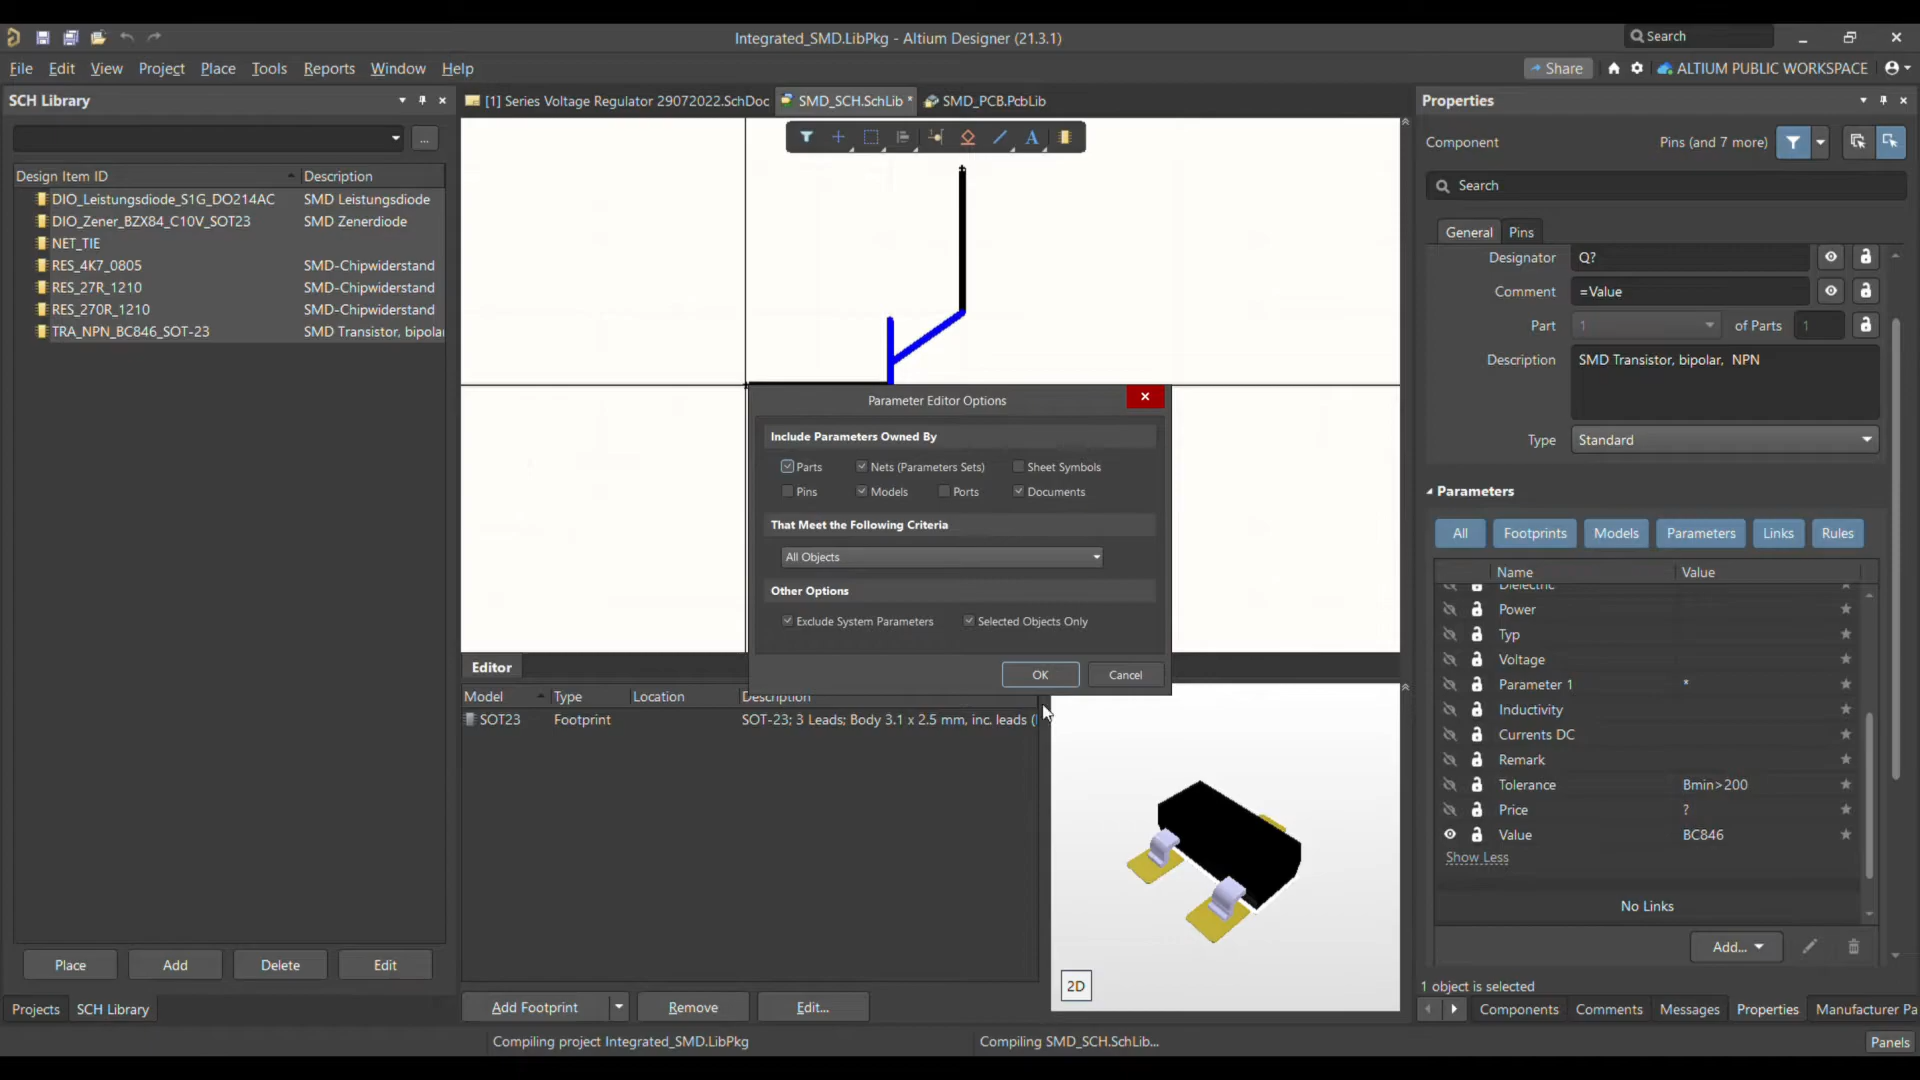 Integrated_SMD.LibPkg - Altium Designer (21.3.1)
Search
File Edit View Project Place Tools Reports Window Help
Share
ALTIUM PUBLIC WORKSPACE
SCH Library
[1] Series Voltage Regulator 29072022.SchDoc
SMD_SCH.SchLib *
SMD_PCB.PcbLib
Properties
...
Component
Pins (and 7 more)
Search
Design Item ID Description
DIO_Leistungsdiode_S1G_DO214AC SMD Leistungsdiode
DIO_Zener_BZX84_C10V_SOT23 SMD Zenerdiode
NET_TIE
RES_4K7_0805 SMD-Chipwiderstand
RES_27R_1210 SMD-Chipwiderstand
RES_270R_1210 SMD-Chipwiderstand
TRA_NPN_BC846_SOT-23 SMD Transistor, bipola
Place Add Delete Edit
Projects SCH Library
A
Parameter Editor Options
Include Parameters Owned By
Parts Nets (Parameters Sets) Sheet Symbols
Pins Models Ports Documents
That Meet the Following Criteria
All Objects
Other Options
Exclude System Parameters Selected Objects Only
OK Cancel
Editor
Model Type Location Description
SOT23 Footprint SOT-23; 3 Leads; Body 3.1 x 2.5 mm, inc. leads (
2D
Add Footprint Remove Edit...
General Pins
Designator Q?
Comment =Value
Part 1 of Parts 1
Description SMD Transistor, bipolar, NPN
Type Standard
Parameters
All Footprints Models Parameters Links Rules
Name Value
Dielectric
Power
Typ
Voltage
Parameter 1 *
Inductivity
Currents DC
Remark
Tolerance Bmin>200
Price ?
Value BC846
Show Less
No Links
Add...
1 object is selected
Components Comments Messages Properties Manufacturer Pa
Compiling project Integrated_SMD.LibPkg
Compiling SMD_SCH.SchLib...
Panels